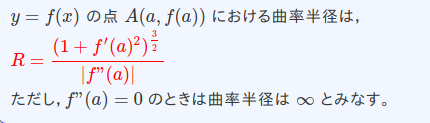 y = f(x) の点 A(a, f(a)) における曲率半径は,
R = (1 + f′(a)²)^{3/2} / |f”(a)|
ただし, f”(a) = 0 のときは曲率半径は ∞ とみなす。